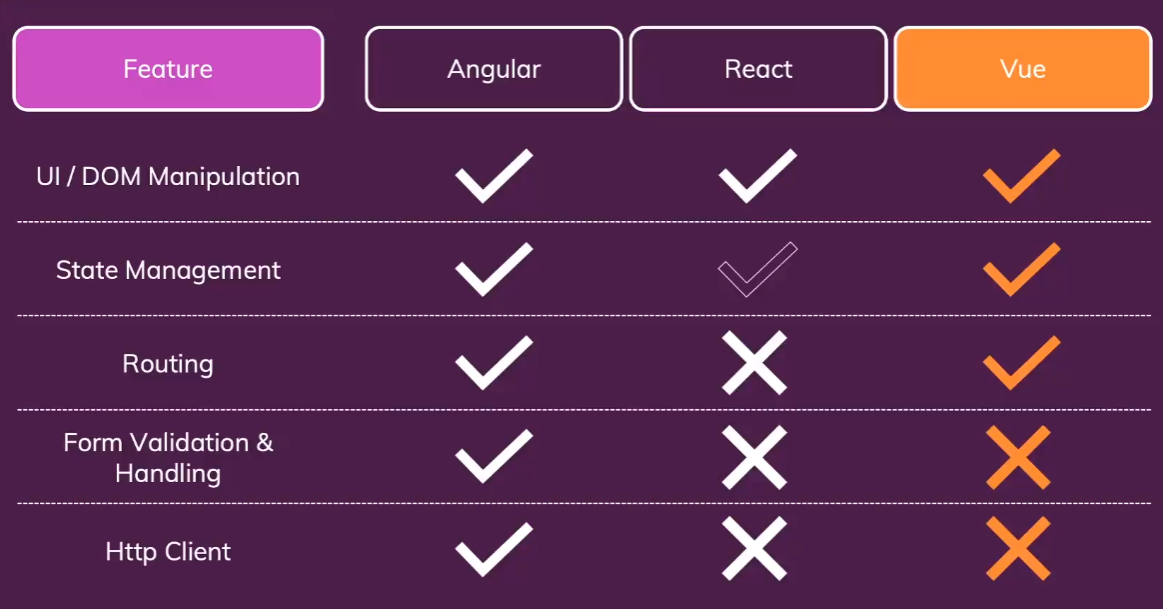 Feature
Angular
React
Vue
UI / DOM Manipulation
State Management
Routing
Form Validation &
Handling
Http Client